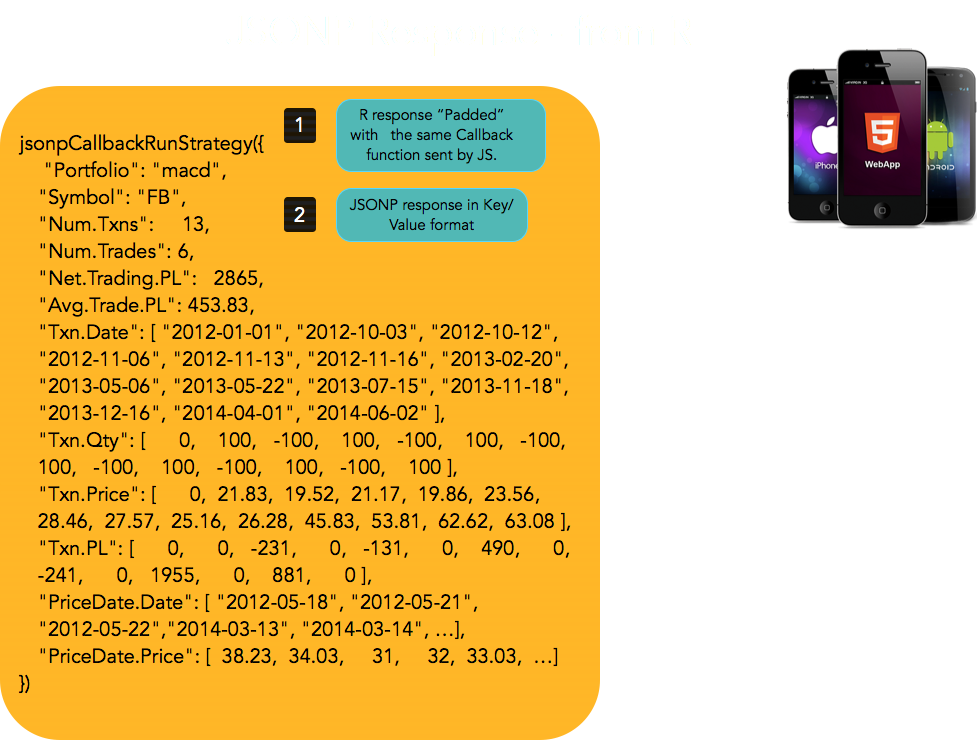 1
R response “Padded”
with the same Callback
function sent by JS.
2
JSONP response in Key/
Value format
jsonpCallbackRunStrategy({
"Portfolio": "macd",
"Symbol": "FB",
"Num.Txns": 13,
"Num.Trades": 6,
"Net.Trading.PL": 2865,
"Avg.Trade.PL": 453.83,
"Txn.Date": [ "2012-01-01", "2012-10-03", "2012-10-12",
"2012-11-06", "2012-11-13", "2012-11-16", "2013-02-20",
"2013-05-06", "2013-05-22", "2013-07-15", "2013-11-18",
"2013-12-16", "2014-04-01", "2014-06-02" ],
"Txn.Qty": [ 0, 100, -100, 100, -100, 100, -100,
100, -100, 100, -100, 100, -100, 100 ],
"Txn.Price": [ 0, 21.83, 19.52, 21.17, 19.86, 23.56,
28.46, 27.57, 25.16, 26.28, 45.83, 53.81, 62.62, 63.08 ],
"Txn.PL": [ 0, 0, -231, 0, -131, 0, 490, 0,
-241, 0, 1955, 0, 881, 0 ],
"PriceDate.Date": [ "2012-05-18", "2012-05-21",
"2012-05-22","2014-03-13", "2014-03-14", …],
"PriceDate.Price": [ 38.23, 34.03, 31, 32, 33.03, …]
})
iPhone
5
WebApp